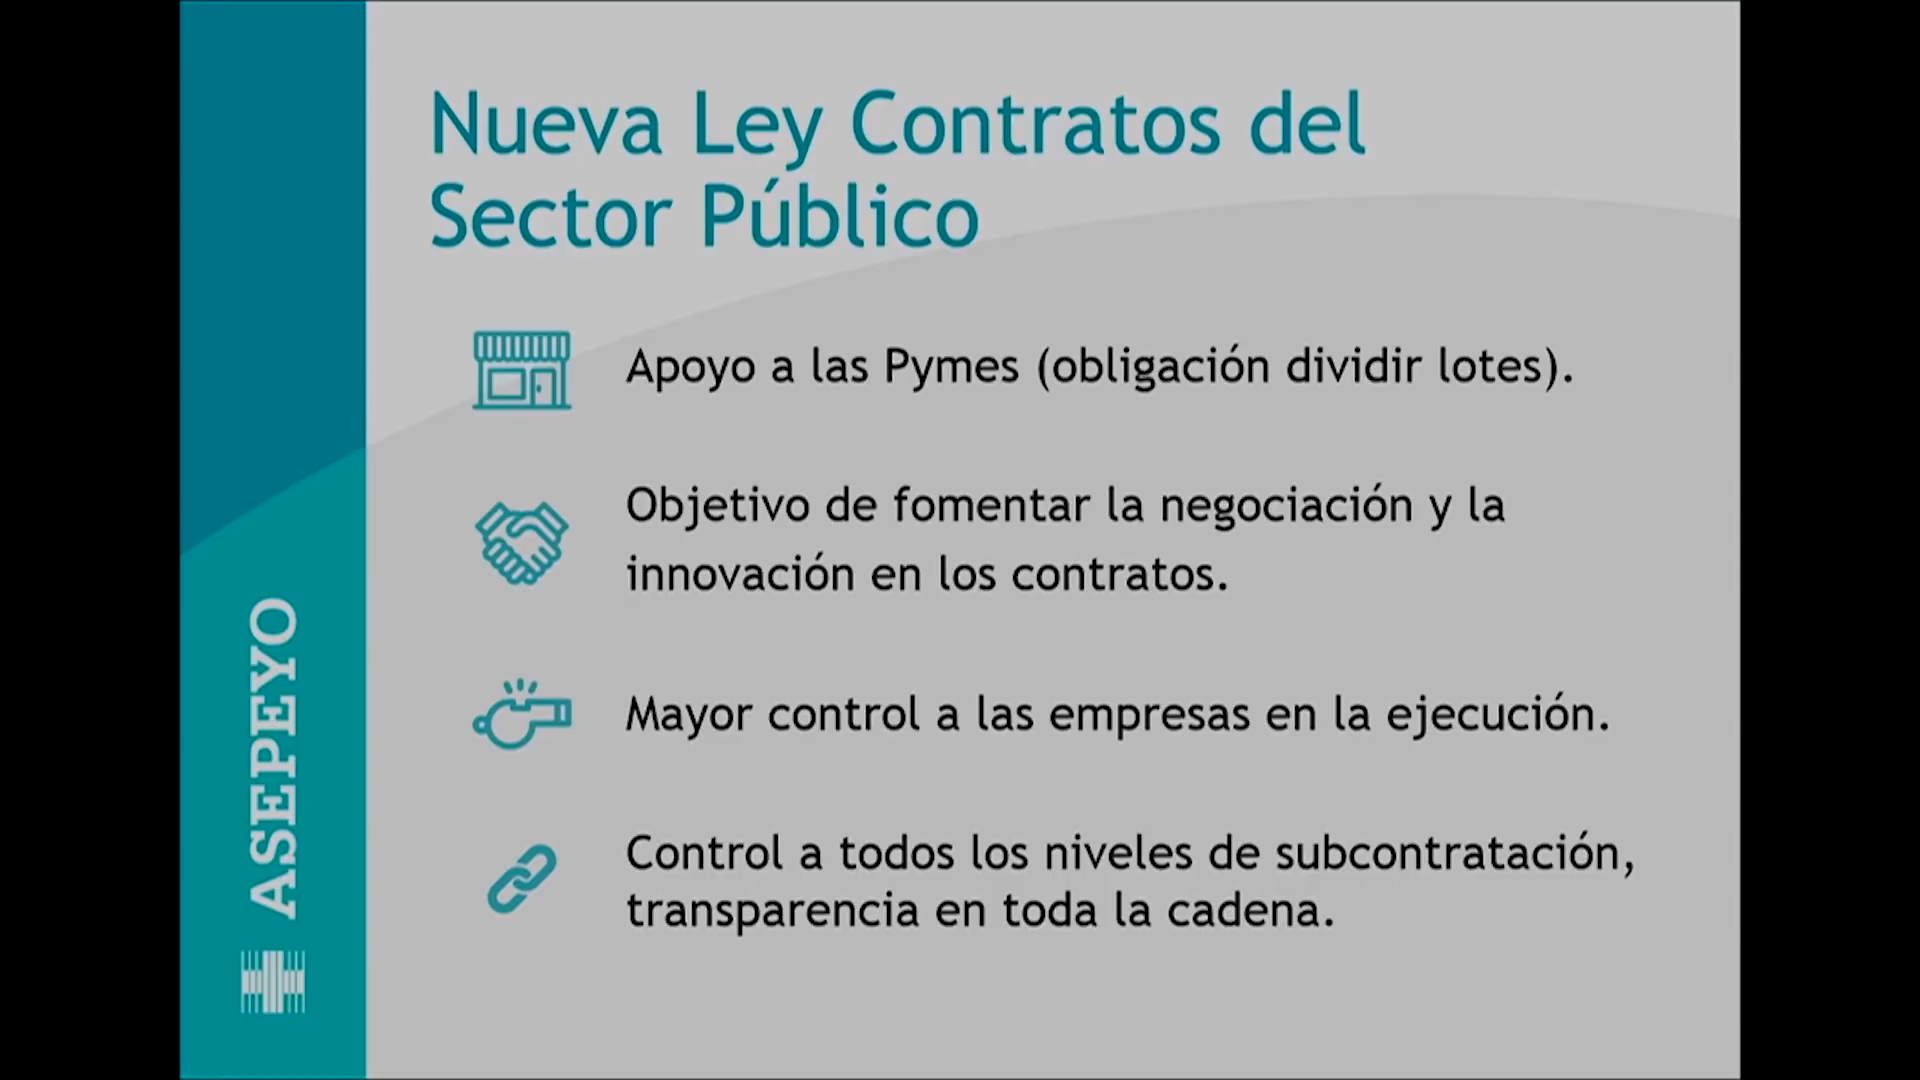 Nueva Ley Contratos del
Sector Público
Apoyo a las Pymes (obligación dividir lotes).
Objetivo de fomentar la negociación y la
innovación en los contratos.
Mayor control a las empresas en la ejecución.
Control a todos los niveles de subcontratación,
transparencia en toda la cadena.
ASEPEYO